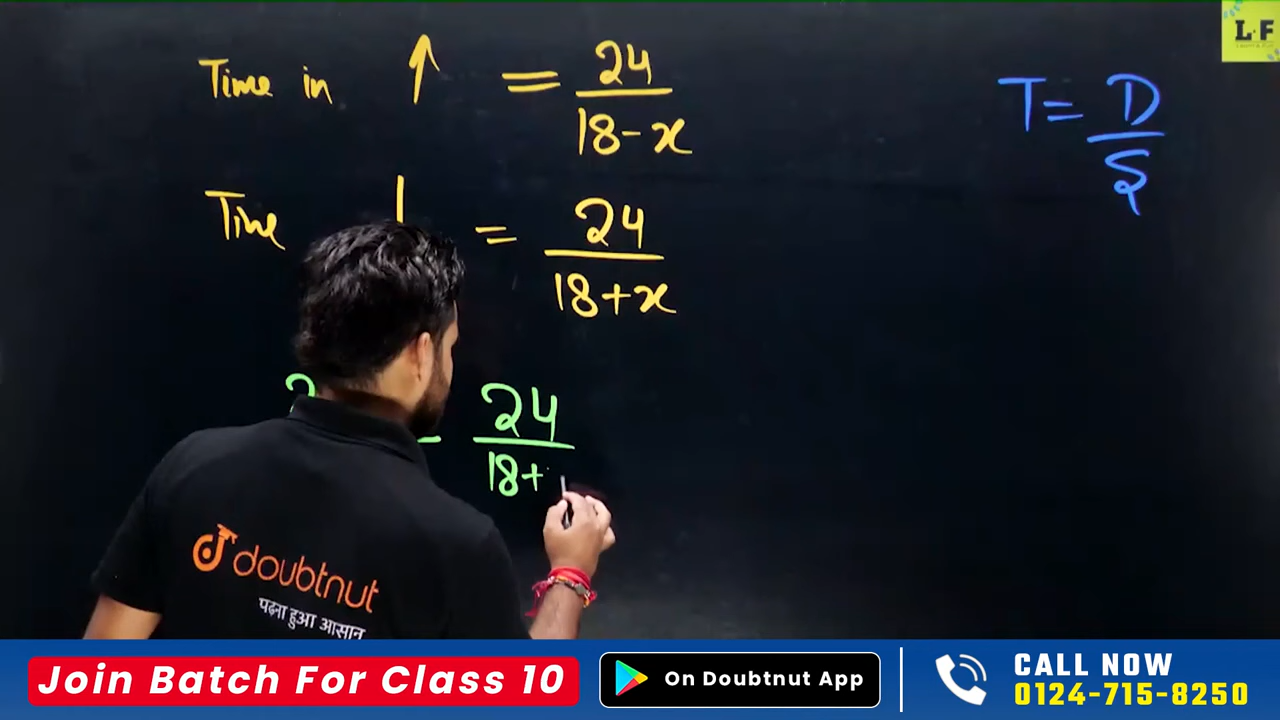 Time in ↑ = 24/(18-x)
T = D/S
Time = 24/(18+x)
2 - 24/(18+
doubtnut
पढ़ना हुआ आसान
L.F
Join Batch For Class 10
On Doubtnut App
CALL NOW
0124-715-8250